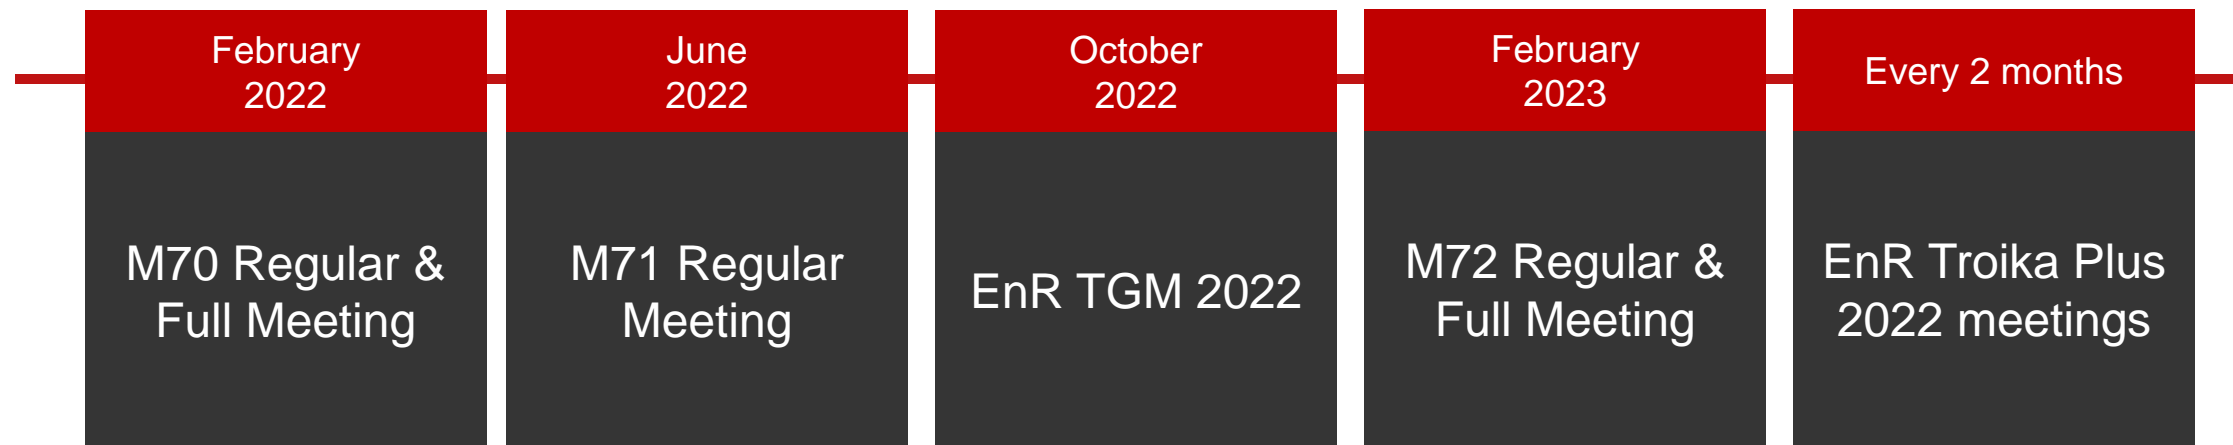 February
2022
June
2022
October
2022
February
2023
Every 2 months
M70 Regular &
Full Meeting
M71 Regular
Meeting
EnR TGM 2022
M72 Regular &
Full Meeting
EnR Troika Plus
2022 meetings